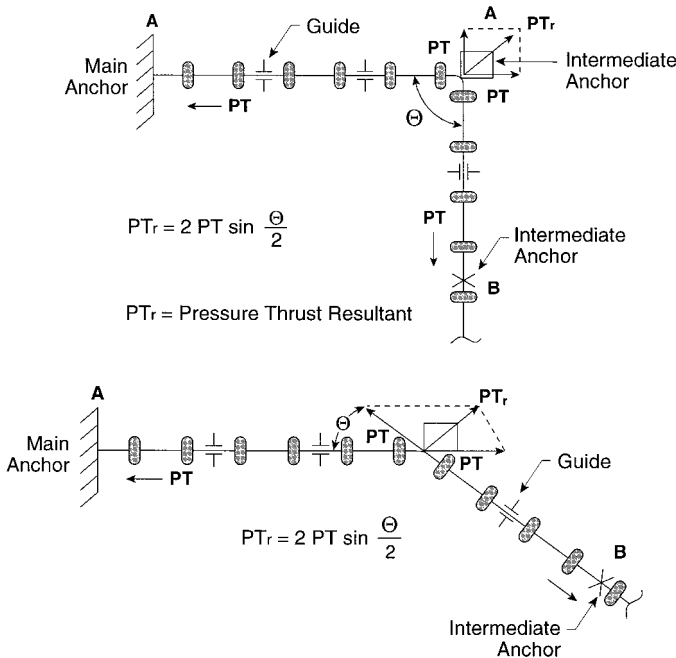 A
Guide
A
PTr
PT
Main
Anchor
Intermediate
Anchor
PT
PT
Θ
PT
PTr = 2 PT sin Θ/2
Intermediate
Anchor
B
PTr = Pressure Thrust Resultant
A
PTr
Θ
PT
Main
Anchor
PT
PT
Guide
PTr = 2 PT sin Θ/2
B
Intermediate
Anchor